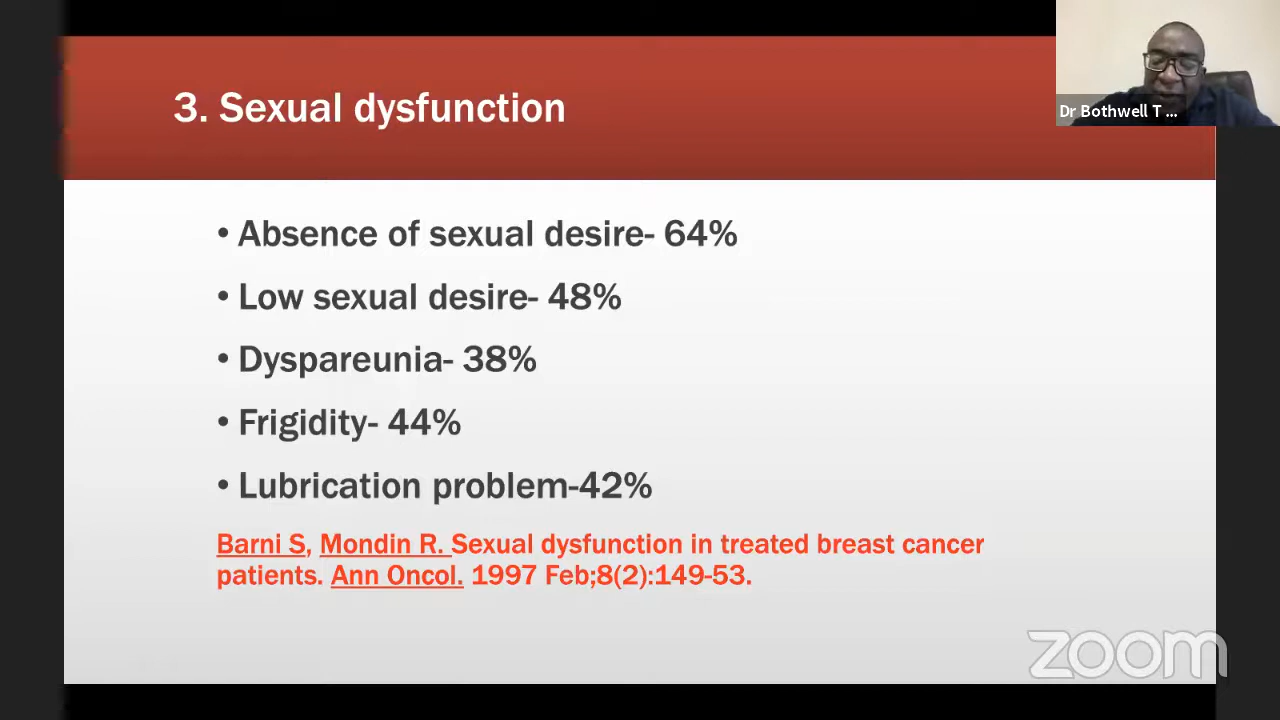 3. Sexual dysfunction
Dr Bothwell T ...
• Absence of sexual desire- 64%
• Low sexual desire- 48%
• Dyspareunia- 38%
• Frigidity- 44%
• Lubrication problem-42%
Barni S, Mondin R. Sexual dysfunction in treated breast cancer
patients. Ann Oncol. 1997 Feb;8(2):149-53.
zoom